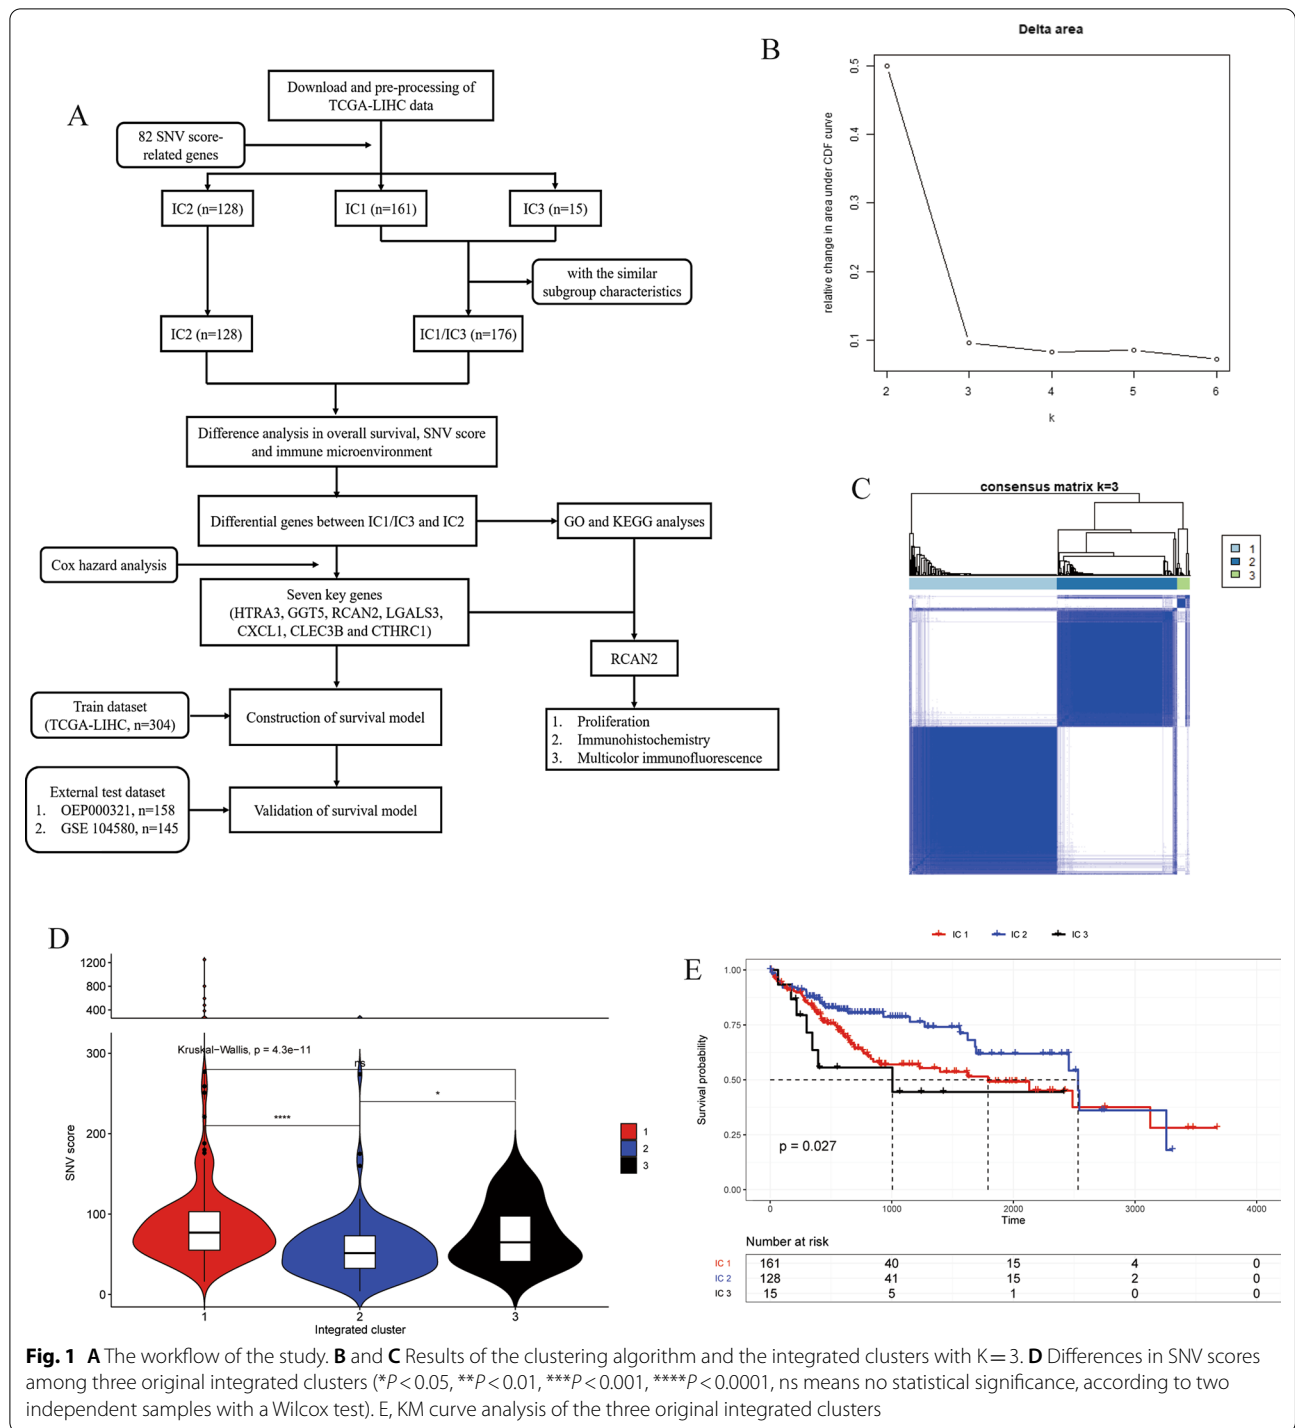 A
Download and pre-processing of
TCGA-LIHC data
82 SNV score-
related genes
IC2 (n=128)
IC1 (n=161)
IC3 (n=15)
with the similar
subgroup characteristics
IC2 (n=128)
IC1/IC3 (n=176)
Difference analysis in overall survival, SNV score
and immune microenvironment
Differential genes between IC1/IC3 and IC2
GO and KEGG analyses
Cox hazard analysis
Seven key genes
(HTRA3, GGT5, RCAN2, LGALS3,
CXCL1, CLEC3B and CTHRC1)
RCAN2
Train dataset
(TCGA-LIHC, n=304)
Construction of survival model
1. Proliferation
2. Immunohistochemistry
3. Multicolor immunofluorescence
External test dataset
1. OEP000321, n=158
2. GSE 104580, n=145
Validation of survival model
B
Delta area
relative change in area under CDF curve
0.5
0.4
0.3
0.2
0.1
2 3 4 5 6
k
C
consensus matrix k=3
1
2
3
D
1200
800
400
300
200
100
0
SNV score
Kruskal-Wallis, p = 4.3e-11
ns
*
****
1
2
3
1 2 3
Integrated cluster
E
IC 1 IC 2 IC 3
1.00
0.75
0.50
0.25
0.00
Survival probability
p = 0.027
0 1000 2000 3000 4000
Time
Number at risk
IC 1 161 40 15 4 0
IC 2 128 41 15 2 0
IC 3 15 5 1 0 0
Fig. 1 A The workflow of the study. B and C Results of the clustering algorithm and the integrated clusters with K = 3. D Differences in SNV scores
among three original integrated clusters (*P < 0.05, **P < 0.01, ***P < 0.001, ****P < 0.0001, ns means no statistical significance, according to two
independent samples with a Wilcox test). E, KM curve analysis of the three original integrated clusters